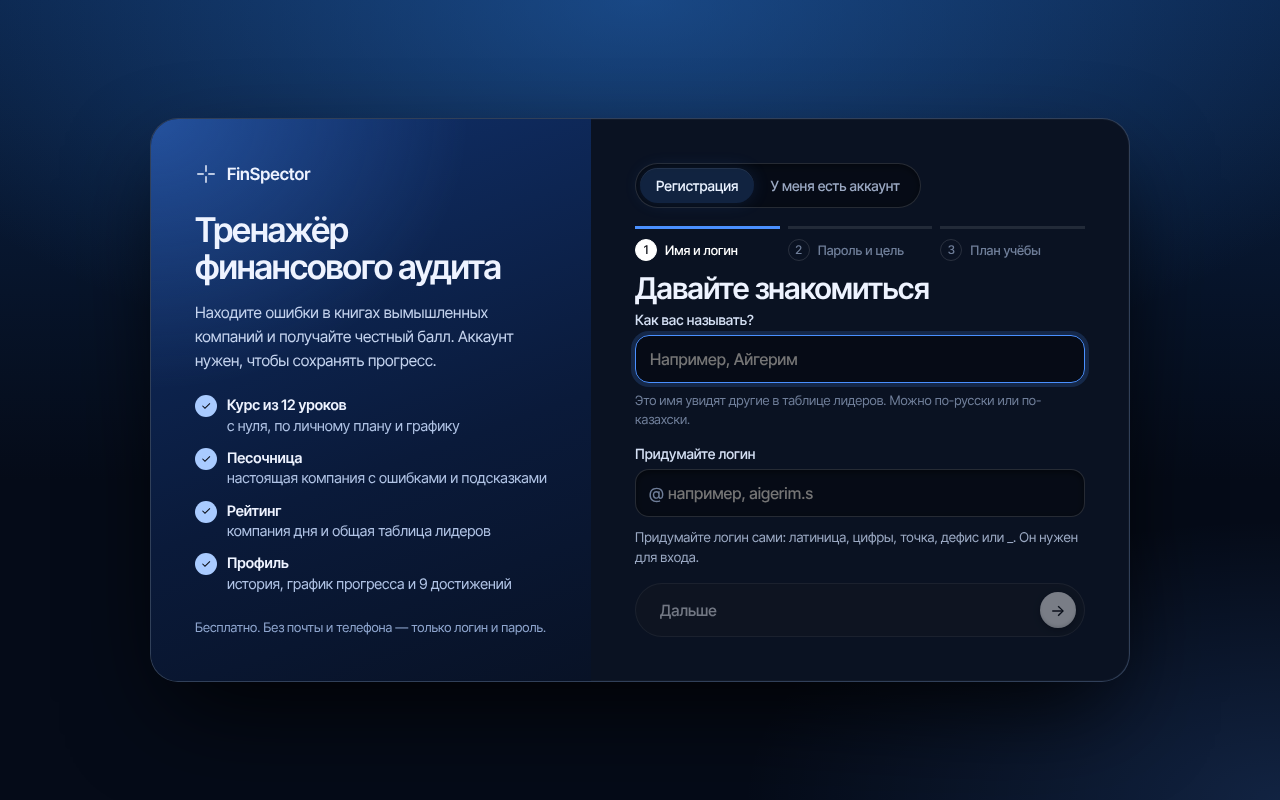 FinSpector
Тренажёр
финансового аудита
Находите ошибки в книгах вымышленных
компаний и получайте честный балл. Аккаунт
нужен, чтобы сохранять прогресс.
Курс из 12 уроков
с нуля, по личному плану и графику
Песочница
настоящая компания с ошибками и подсказками
Рейтинг
компания дня и общая таблица лидеров
Профиль
история, график прогресса и 9 достижений
Бесплатно. Без почты и телефона — только логин и пароль.
Регистрация
У меня есть аккаунт
1 Имя и логин
2 Пароль и цель
3 План учёбы
Давайте знакомиться
Как вас называть?
Например, Айгерим
Это имя увидят другие в таблице лидеров. Можно по-русски или по-
казахски.
Придумайте логин
@ например, aigerim.s
Придумайте логин сами: латиница, цифры, точка, дефис или _. Он нужен
для входа.
Дальше